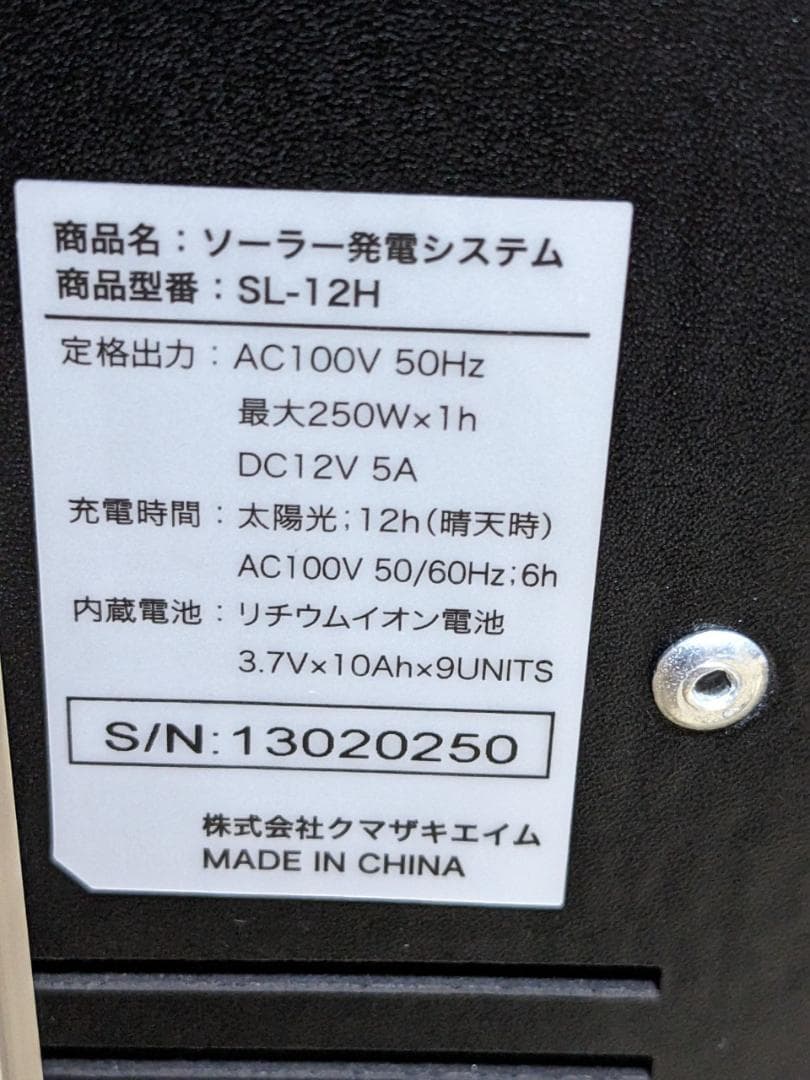 商品名：ソーラー発電システム
商品型番：SL-12H
定格出力：AC100V 50Hz
最大250W×1h
DC12V 5A
充電時間：太陽光；12h（晴天時）
AC100V 50/60Hz；6h
内蔵電池：リチウムイオン電池
3.7V×10Ah×9UNITS
S/N：13020250
株式会社クマザキエイム
MADE IN CHINA